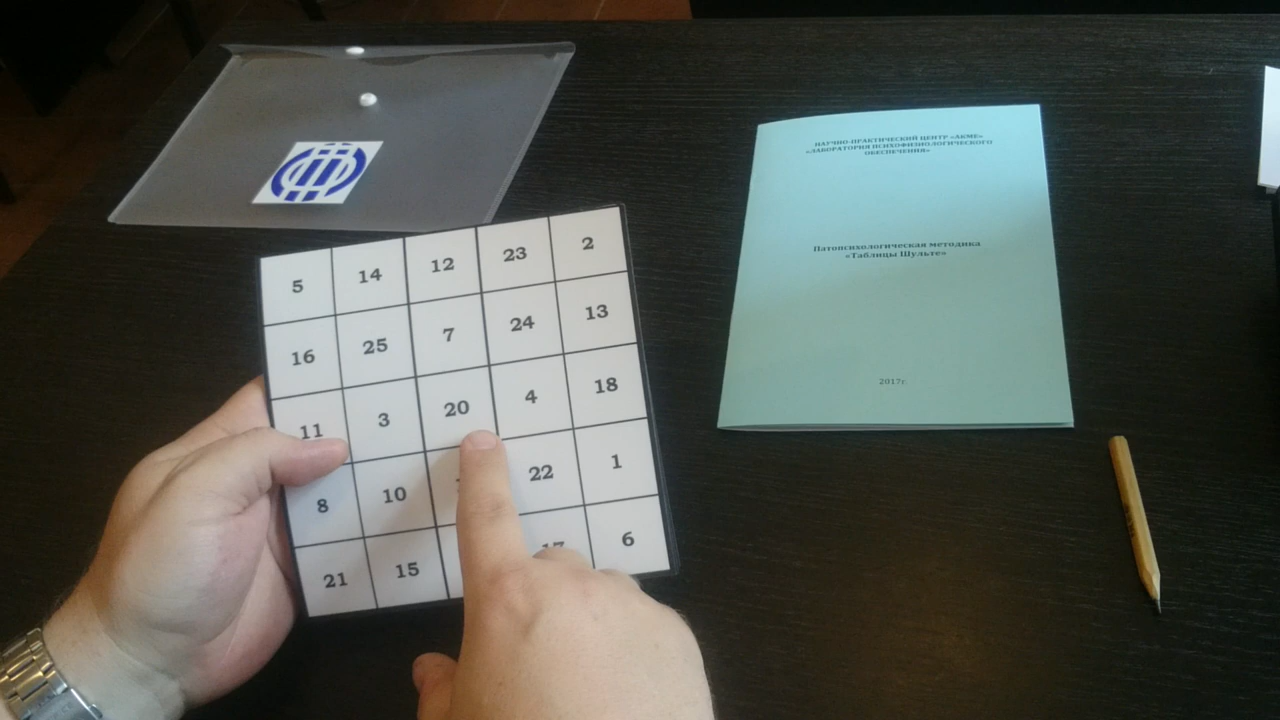 5 14 12 23 2
16 25 7 24 13
11 3 20 4 18
8 10 22 1
21 15 17 6
НАУЧНО-ПРАКТИЧЕСКИЙ ЦЕНТР «АКМЕ»
«ЛАБОРАТОРИЯ ПСИХОФИЗИОЛОГИЧЕСКОГО
ОБЕСПЕЧЕНИЯ»
Патопсихологическая методика
«Таблицы Шульте»
2017г.